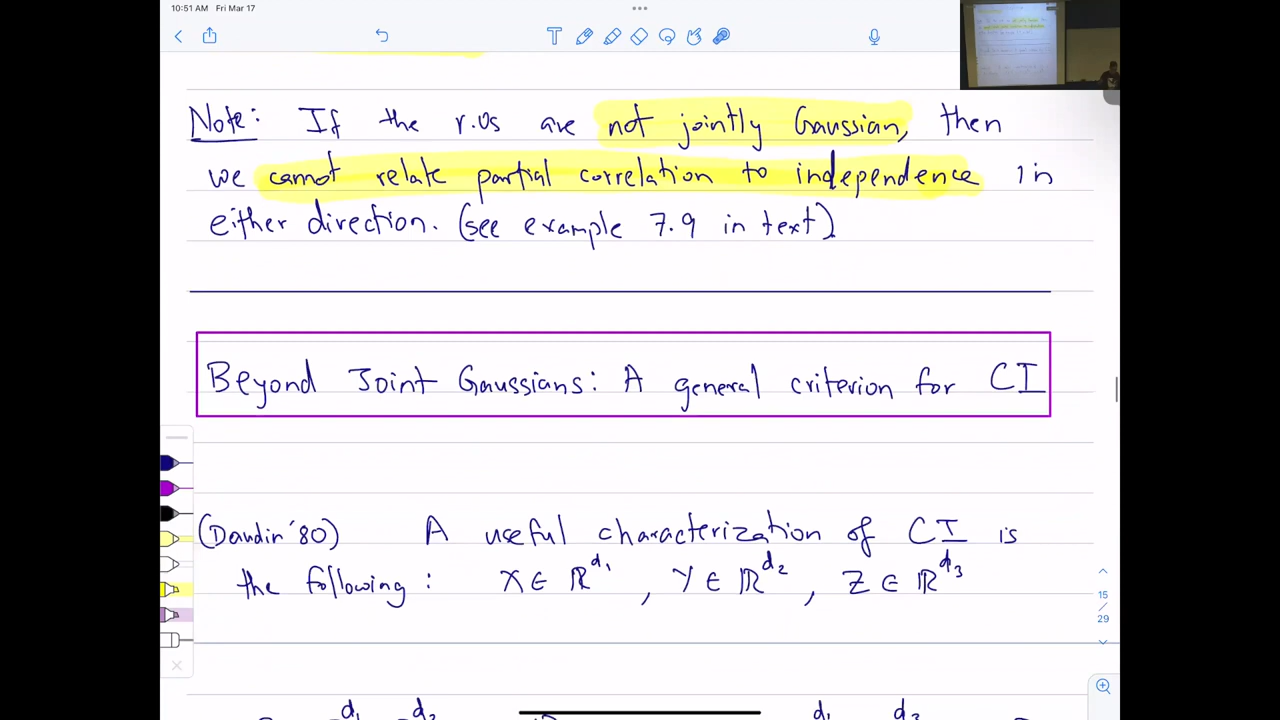 10:51 AM Fri Mar 17
Note: If the r.vs are not jointly Gaussian, then
we cannot relate partial correlation to independence in
either direction. (see example 7.9 in text).
Beyond Joint Gaussians: A general criterion for CI
(Daudin '80) A useful characterization of CI is
the following: X ∈ ℝ^d₁, Y ∈ ℝ^d₂, Z ∈ ℝ^d₃
15
/
29